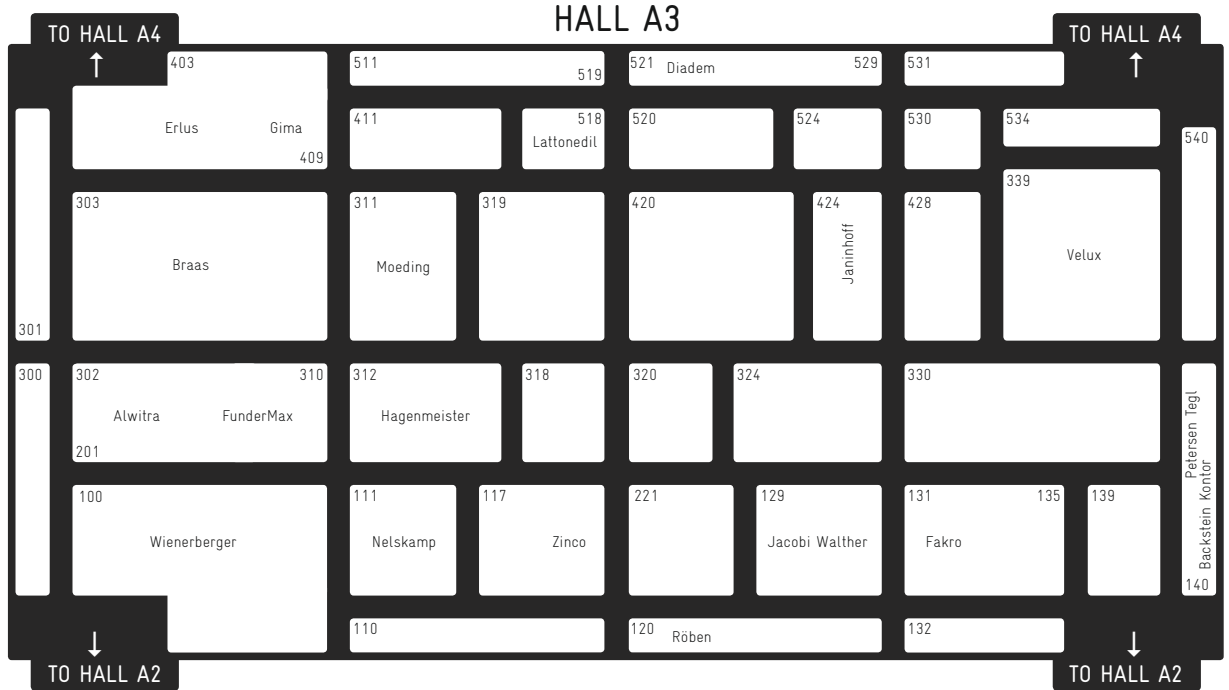 HALL A3
TO HALL A4
TO HALL A4
403
511
519
521 Diadem 529
531
Erlus
Gima
409
411
518
Lattonedil
520
524
530
534
540
303
Braas
311
Moeding
319
420
424
Janinhoff
428
339
Velux
301
300
302
310
Alwitra
FunderMax
201
312
Hagenmeister
318
320
324
330
Petersen Tegl
Backstein Kontor
140
100
Wienerberger
111
Nelskamp
117
Zinco
221
129
Jacobi Walther
131
135
Fakro
139
110
120 Röben
132
TO HALL A2
TO HALL A2